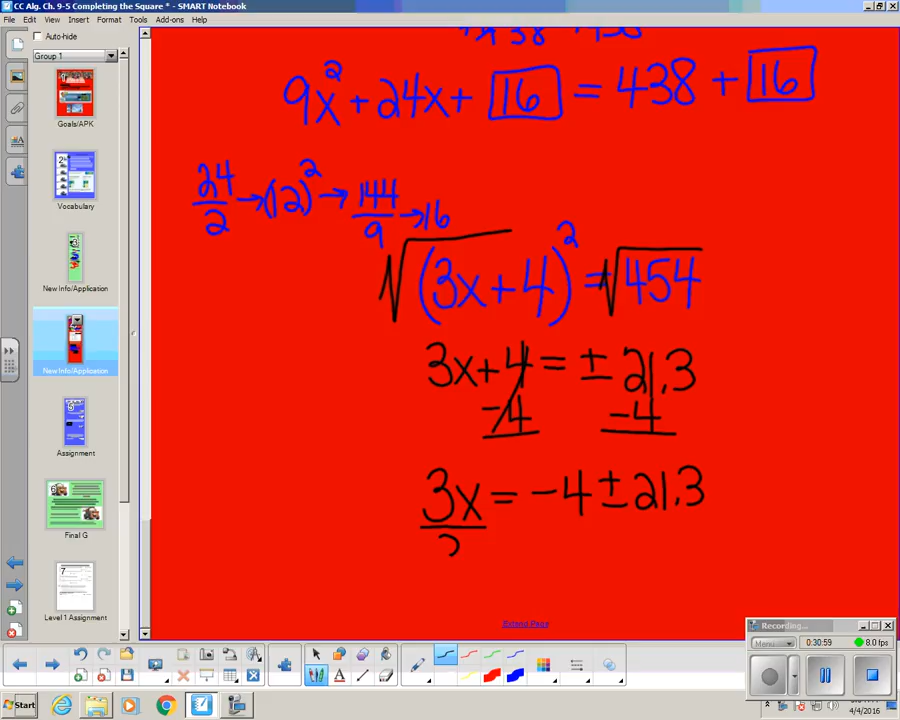 CC Alg. Ch. 9-5 Completing the Square * - SMART Notebook
File Edit View Insert Format Tools Add-ons Help
Auto-hide
Group 1
Goals/APK
Vocabulary
New Info/Application
New Info/Application
Assignment
Final G
Level 1 Assignment
9x² + 24x + 16 = 438 + 16
24/2 → (12)² → 144/9 → 16
√(3x + 4)² = √454
3x + 4 = ± 21.3
-4 -4
3x = -4 ± 21.3
Extend Page
Recording...
Menu
0:30:59
8.0 fps
Start
4/4/2016